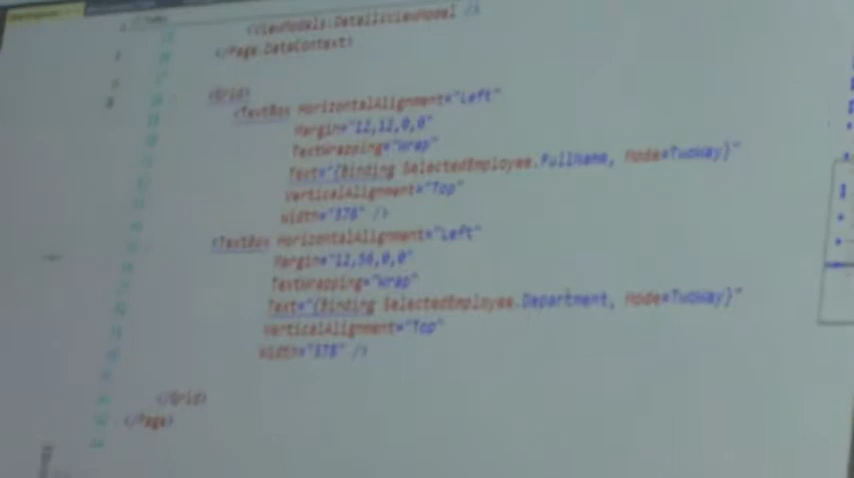 <ViewModels:DetailsViewModel />
</Page.DataContext>
<Grid>
<TextBox HorizontalAlignment="Left"
Margin="12,12,0,0"
TextWrapping="Wrap"
Text="{Binding SelectedEmployee.FullName, Mode=TwoWay}"
VerticalAlignment="Top"
Width="378" />
<TextBox HorizontalAlignment="Left"
Margin="12,56,0,0"
TextWrapping="Wrap"
Text="{Binding SelectedEmployee.Department, Mode=TwoWay}"
VerticalAlignment="Top"
Width="378" />
</Grid>
</Page>